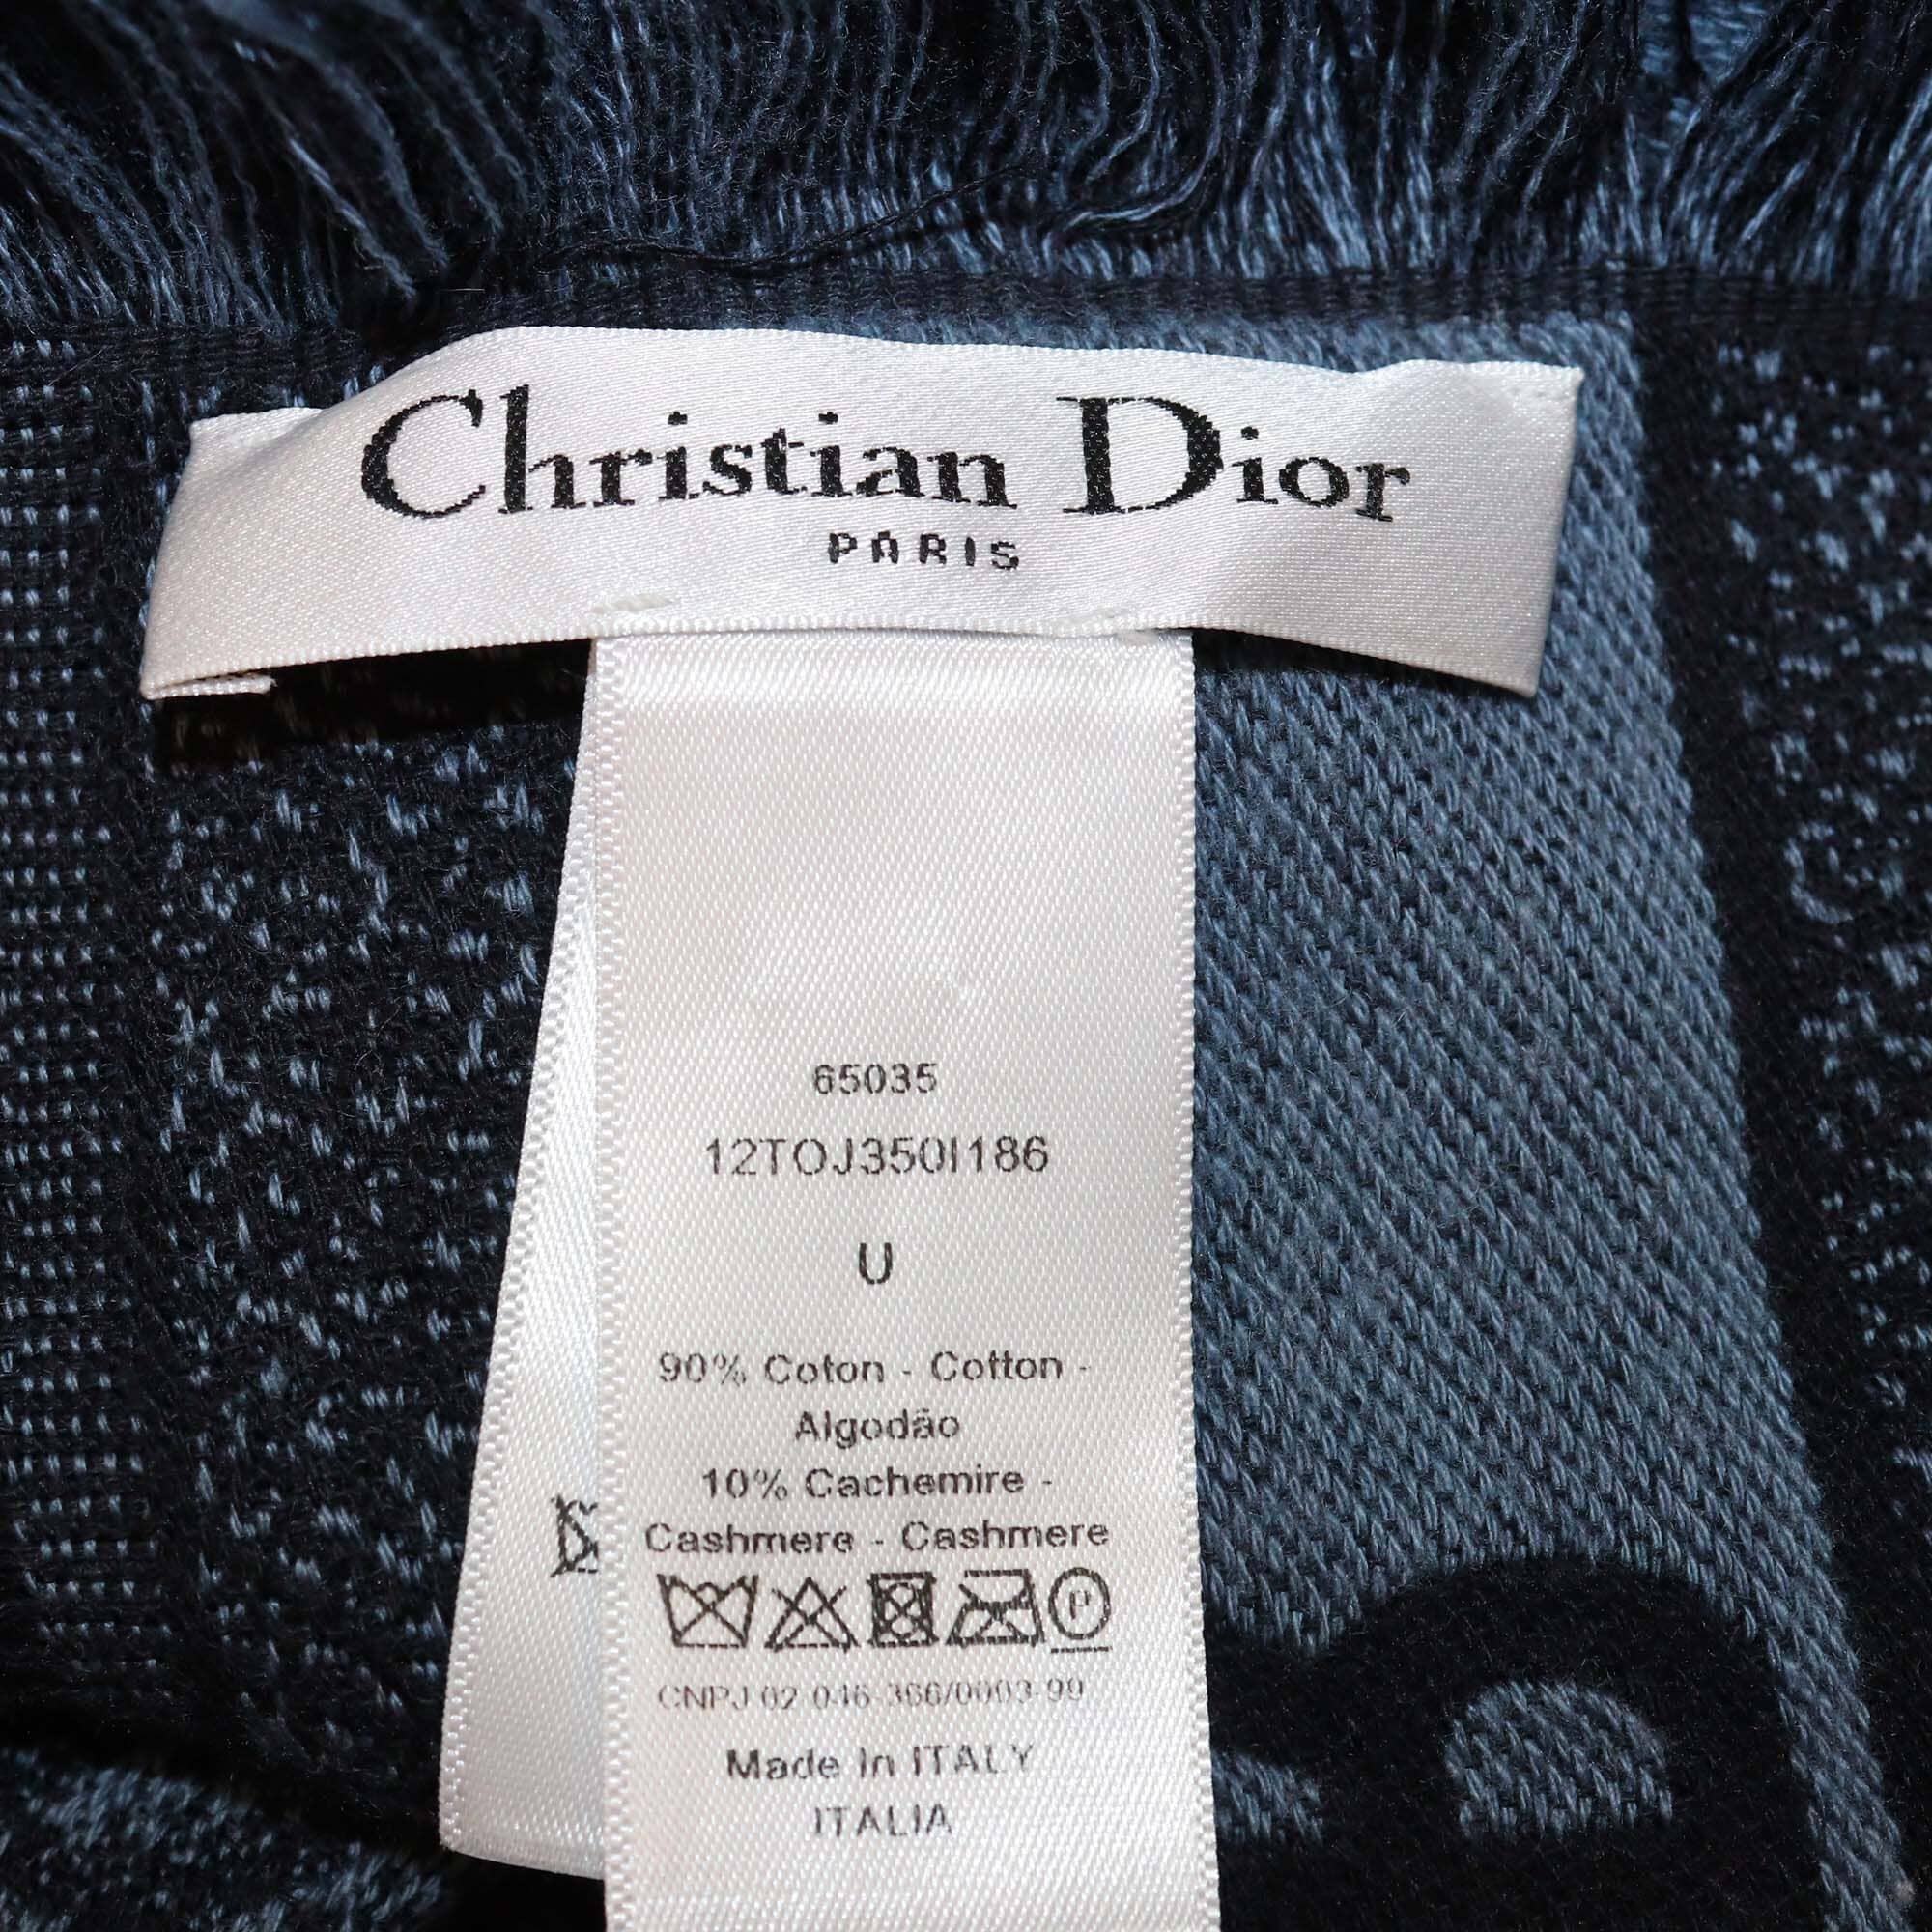 Christian Dior
PARIS
65035
12TOJ350I186
U
90% Coton - Cotton -
Algodão
10% Cachemire -
Cashmere - Cashmere
P
CNPJ 02 046 366/0003-99
Made In ITALY
ITALIA